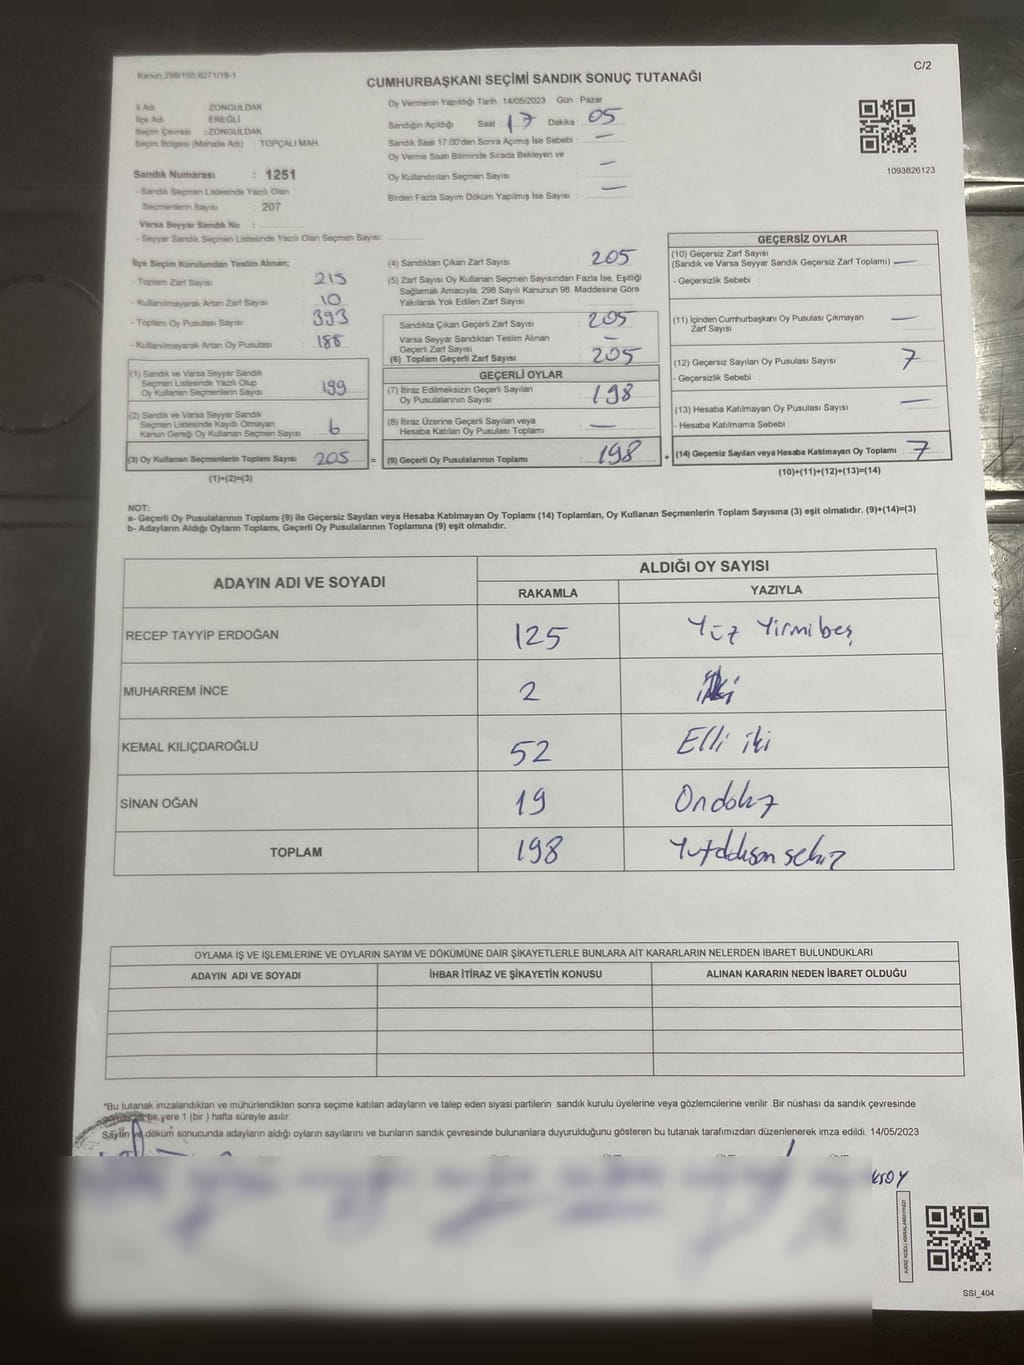 Kanun 298/105,6271/18-1
C/2
CUMHURBAŞKANI SEÇİMİ SANDIK SONUÇ TUTANAĞI
İl Adı : ZONGULDAK
İlçe Adı : EREĞLİ
Seçim Çevresi : ZONGULDAK
Seçim Bölgesi (Mahalle Adı) : TOPÇALI MAH.
Sandık Numarası : 1251
- Sandık Seçmen Listesinde Yazılı Olan
Seçmenlerin Sayısı : 207
Varsa Seyyar Sandık No :
- Seyyar Sandık Seçmen Listesinde Yazılı Olan Seçmen Sayısı:
Oy Vermenin Yapıldığı Tarih : 14/05/2023 Gün : Pazar
Sandığın Açıldığı Saat 17 Dakika : 05
Sandık Saat 17:00'den Sonra Açımış İse Sebebi : —
Oy Verme Saati Bitiminde Sırada Bekleyen ve
Oy Kullandırılan Seçmen Sayısı : —
Birden Fazla Sayım Döküm Yapılmış İse Sayısı : —
1093826123
İlçe Seçim Kurulundan Teslim Alınan;
- Toplam Zarf Sayısı : 215
- Kullanılmayarak Artan Zarf Sayısı : 10
- Toplam Oy Pusulası Sayısı : 393
- Kullanılmayarak Artan Oy Pusulası : 188
(1) Sandık ve Varsa Seyyar Sandık
Seçmen Listesinde Yazılı Olup
Oy Kullanan Seçmenlerin Sayısı : 199
(2) Sandık ve Varsa Seyyar Sandık
Seçmen Listesinde Kayıtlı Olmayan
Kanun Gereği Oy Kullanan Seçmen Sayısı : 6
(3) Oy Kullanan Seçmenlerin Toplam Sayısı : 205 =
(1)+(2)=(3)
(4) Sandıktan Çıkan Zarf Sayısı : 205
(5) Zarf Sayısı Oy Kullanan Seçmen Sayısından Fazla İse, Eşitliği
Sağlamak Amacıyla, 298 Sayılı Kanunun 98. Maddesine Göre
Yakılarak Yok Edilen Zarf Sayısı :
Sandıkta Çıkan Geçerli Zarf Sayısı : 205
Varsa Seyyar Sandıktan Teslim Alınan
Geçerli Zarf Sayısı : —
(6) Toplam Geçerli Zarf Sayısı : 205
GEÇERLİ OYLAR
(7) İtiraz Edilmeksizin Geçerli Sayılan
Oy Pusulalarının Sayısı : 198
(8) İtiraz Üzerine Geçerli Sayılan veya
Hesaba Katılan Oy Pusulası Toplamı : —
(9) Geçerli Oy Pusulalarının Toplamı : 198 +
GEÇERSİZ OYLAR
(10) Geçersiz Zarf Sayısı
(Sandık ve Varsa Seyyar Sandık Geçersiz Zarf Toplamı) : —
- Geçersizlik Sebebi :
(11) İçinden Cumhurbaşkanı Oy Pusulası Çıkmayan
Zarf Sayısı : —
(12) Geçersiz Sayılan Oy Pusulası Sayısı : 7
- Geçersizlik Sebebi :
(13) Hesaba Katılmayan Oy Pusulası Sayısı : —
- Hesaba Katılmama Sebebi :
(14) Geçersiz Sayılan veya Hesaba Katılmayan Oy Toplamı : 7
(10)+(11)+(12)+(13)=(14)
NOT:
a- Geçerli Oy Pusulalarının Toplamı (9) ile Geçersiz Sayılan veya Hesaba Katılmayan Oy Toplamı (14) Toplamları, Oy Kullanan Seçmenlerin Toplam Sayısına (3) eşit olmalıdır. (9)+(14)=(3)
b- Adayların Aldığı Oyların Toplamı, Geçerli Oy Pusulalarının Toplamına (9) eşit olmalıdır.
ADAYIN ADI VE SOYADI
ALDIĞI OY SAYISI
RAKAMLA YAZIYLA
RECEP TAYYİP ERDOĞAN 125 Yüz Yirmibeş
MUHARREM İNCE 2 İki
KEMAL KILIÇDAROĞLU 52 Elli iki
SİNAN OĞAN 19 Ondokuz
TOPLAM 198
OYLAMA İŞ VE İŞLEMLERİNE VE OYLARIN SAYIM VE DÖKÜMÜNE DAİR ŞİKAYETLERLE BUNLARA AİT KARARLARIN NELERDEN İBARET BULUNDUKLARI
ADAYIN ADI VE SOYADI İHBAR İTİRAZ VE ŞİKAYETİN KONUSU ALINAN KARARIN NEDEN İBARET OLDUĞU
*Bu tutanak imzalandıktan ve mühürlendikten sonra seçime katılan adayların ve talep eden siyasi partilerin sandık kurulu üyelerine veya gözlemcilerine verilir .Bir nüshası da sandık çevresinde
bir yere 1 (bir ) hafta süreyle asılır.
Sayım ve döküm sonucunda adayların aldığı oyların sayılarını ve bunların sandık çevresinde bulunanlara duyurulduğunu gösteren bu tutanak tarafımızdan düzenlenerek imza edildi. 14/05/2023
SSI_404